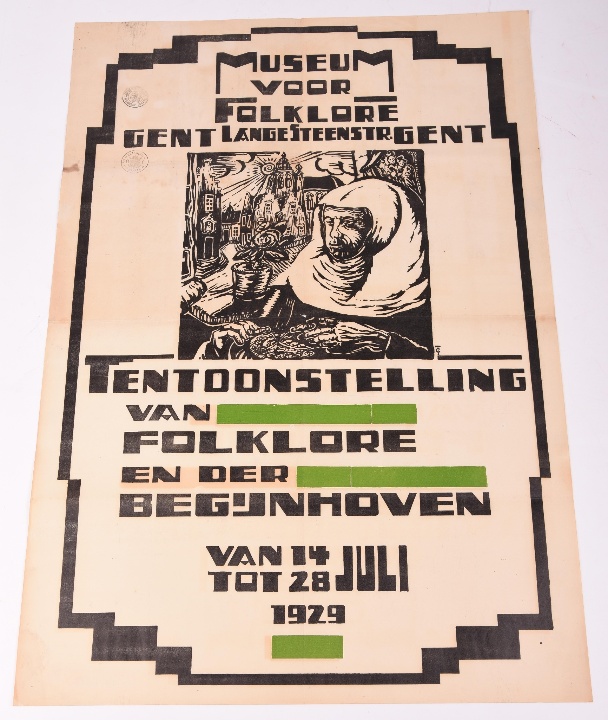 MUSEUM
VOOR
FOLKLORE
GENT LANGE STEENSTR. GENT
TENTOONSTELLING
VAN
FOLKLORE
EN DER
BEGIJNHOVEN
VAN 14
TOT 28 JULI
1929